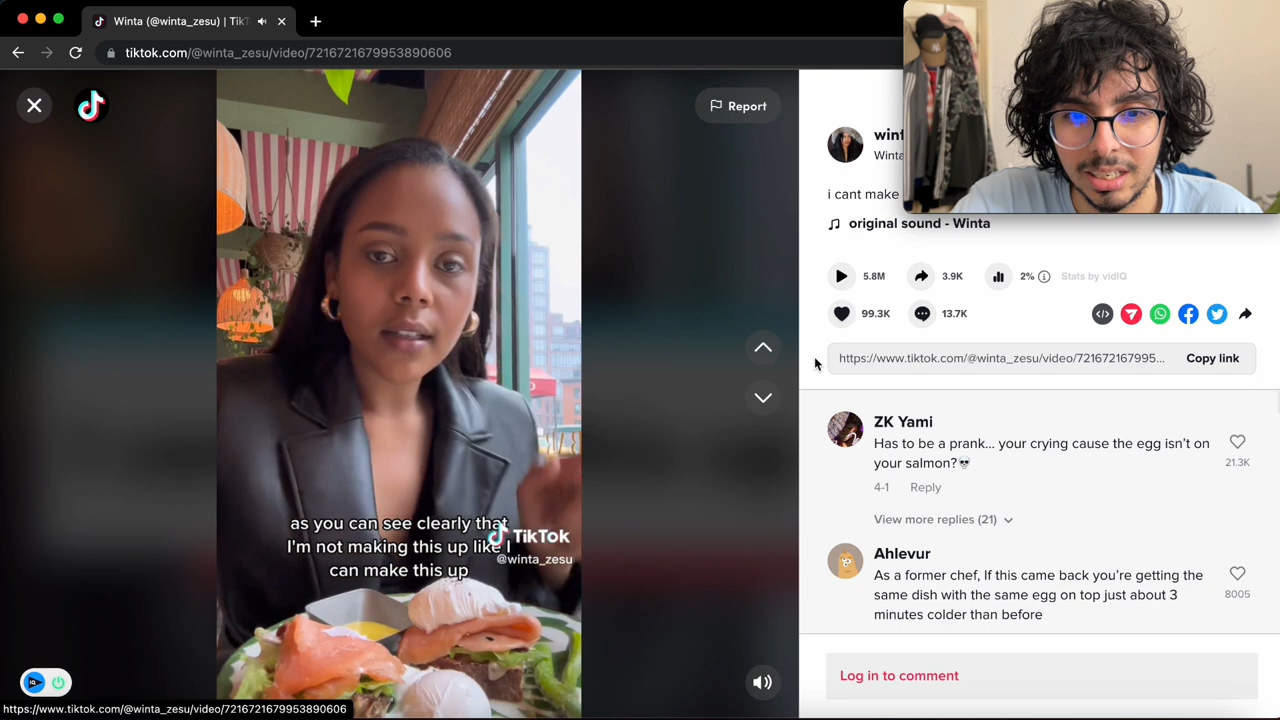 Winta (@winta_zesu) | TikT
tiktok.com/@winta_zesu/video/7216721679953890606
Report
wint
Winta
i cant make
original sound - Winta
5.8M
3.9K
2%
Stats by vidIQ
99.3K
13.7K
https://www.tiktok.com/@winta_zesu/video/721672167995...
Copy link
as you can see clearly that
I'm not making this up like I
can make this up
TikTok
@winta_zesu
ZK Yami
Has to be a prank... your crying cause the egg isn't on
your salmon?💀
21.3K
4-1 Reply
View more replies (21)
Ahlevur
As a former chef, If this came back you're getting the
same dish with the same egg on top just about 3
minutes colder than before
8005
Log in to comment
https://www.tiktok.com/@winta_zesu/video/7216721679953890606